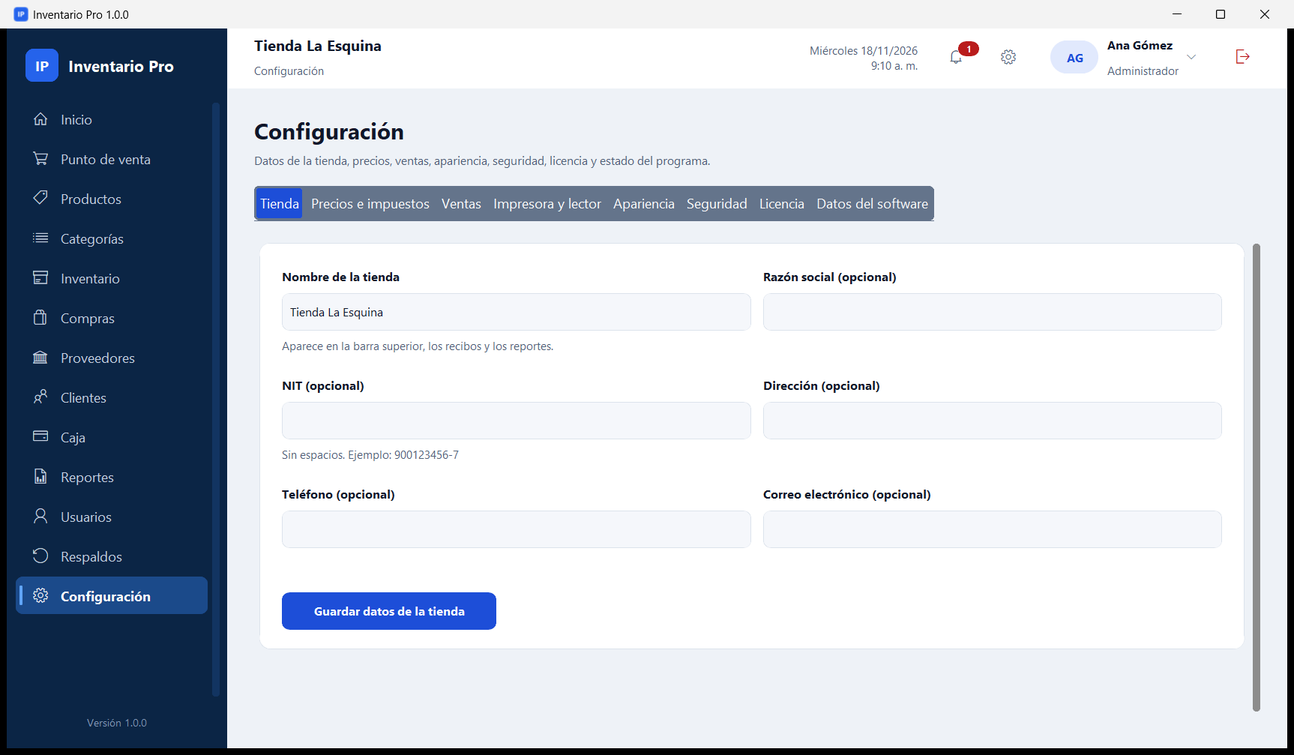 IP Inventario Pro 1.0.0
IP Inventario Pro
Inicio
Punto de venta
Productos
Categorías
Inventario
Compras
Proveedores
Clientes
Caja
Reportes
Usuarios
Respaldos
Configuración
Versión 1.0.0
Tienda La Esquina
Configuración
Miércoles 18/11/2026
9:10 a. m.
1
AG
Ana Gómez
Administrador
Configuración
Datos de la tienda, precios, ventas, apariencia, seguridad, licencia y estado del programa.
Tienda Precios e impuestos Ventas Impresora y lector Apariencia Seguridad Licencia Datos del software
Nombre de la tienda
Tienda La Esquina
Aparece en la barra superior, los recibos y los reportes.
Razón social (opcional)
NIT (opcional)
Sin espacios. Ejemplo: 900123456-7
Dirección (opcional)
Teléfono (opcional)
Correo electrónico (opcional)
Guardar datos de la tienda